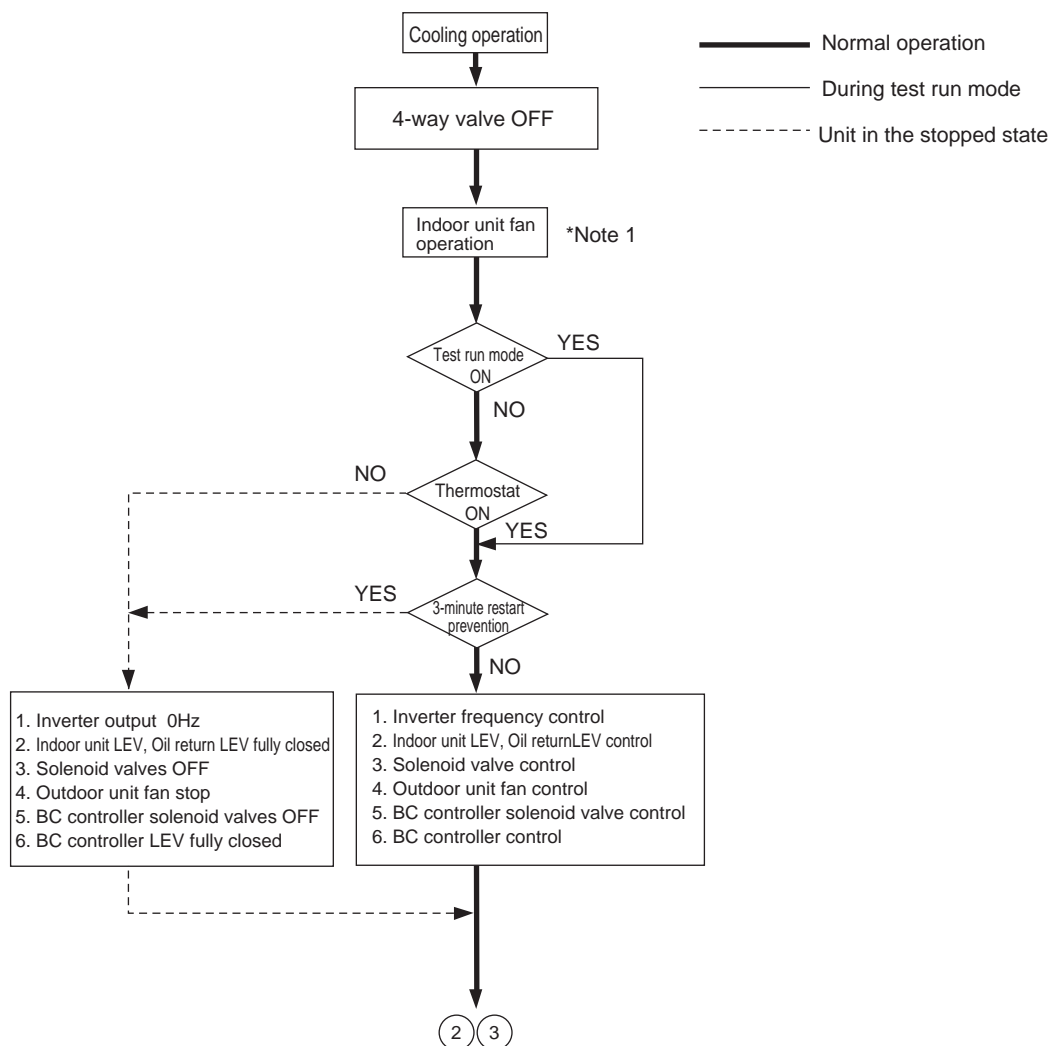 Cooling operation
Normal operation
During test run mode
Unit in the stopped state
4-way valve OFF
Indoor unit fan
operation
*Note 1
Test run mode
ON
YES
NO
Thermostat
ON
NO
YES
3-minute restart
prevention
YES
NO
1. Inverter output 0Hz
2. Indoor unit LEV, Oil return LEV fully closed
3. Solenoid valves OFF
4. Outdoor unit fan stop
5. BC controller solenoid valves OFF
6. BC controller LEV fully closed
1. Inverter frequency control
2. Indoor unit LEV, Oil returnLEV control
3. Solenoid valve control
4. Outdoor unit fan control
5. BC controller solenoid valve control
6. BC controller control
2 3